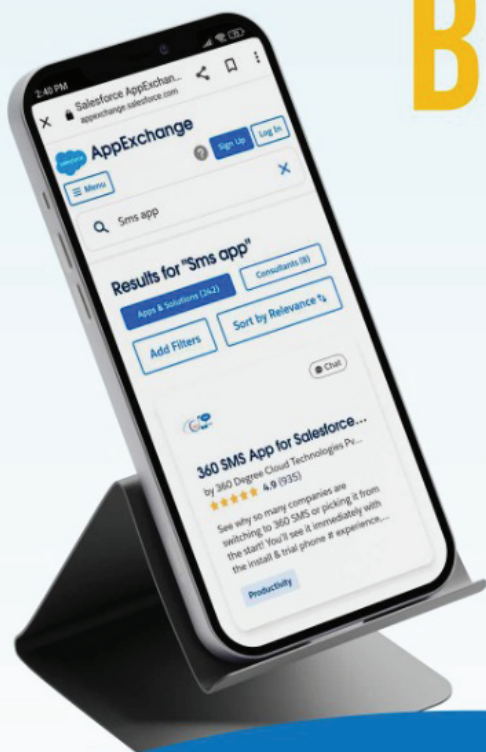 B
2:40 PM
Salesforce AppExchan...
appexchange.salesforce.com
salesforce AppExchange
Sign Up
Log In
Menu
Sms app
Results for "Sms app"
Apps & Solutions (242)
Consultants (8)
Add Filters
Sort by Relevance
Chat
360 SMS App for Salesforce...
by 360 Degree Cloud Technologies Pv...
4.9 (935)
See why so many companies are
switching to 360 SMS or picking it from
the start! You'll see it immediately with
the install & trial phone # experience,...
Productivity